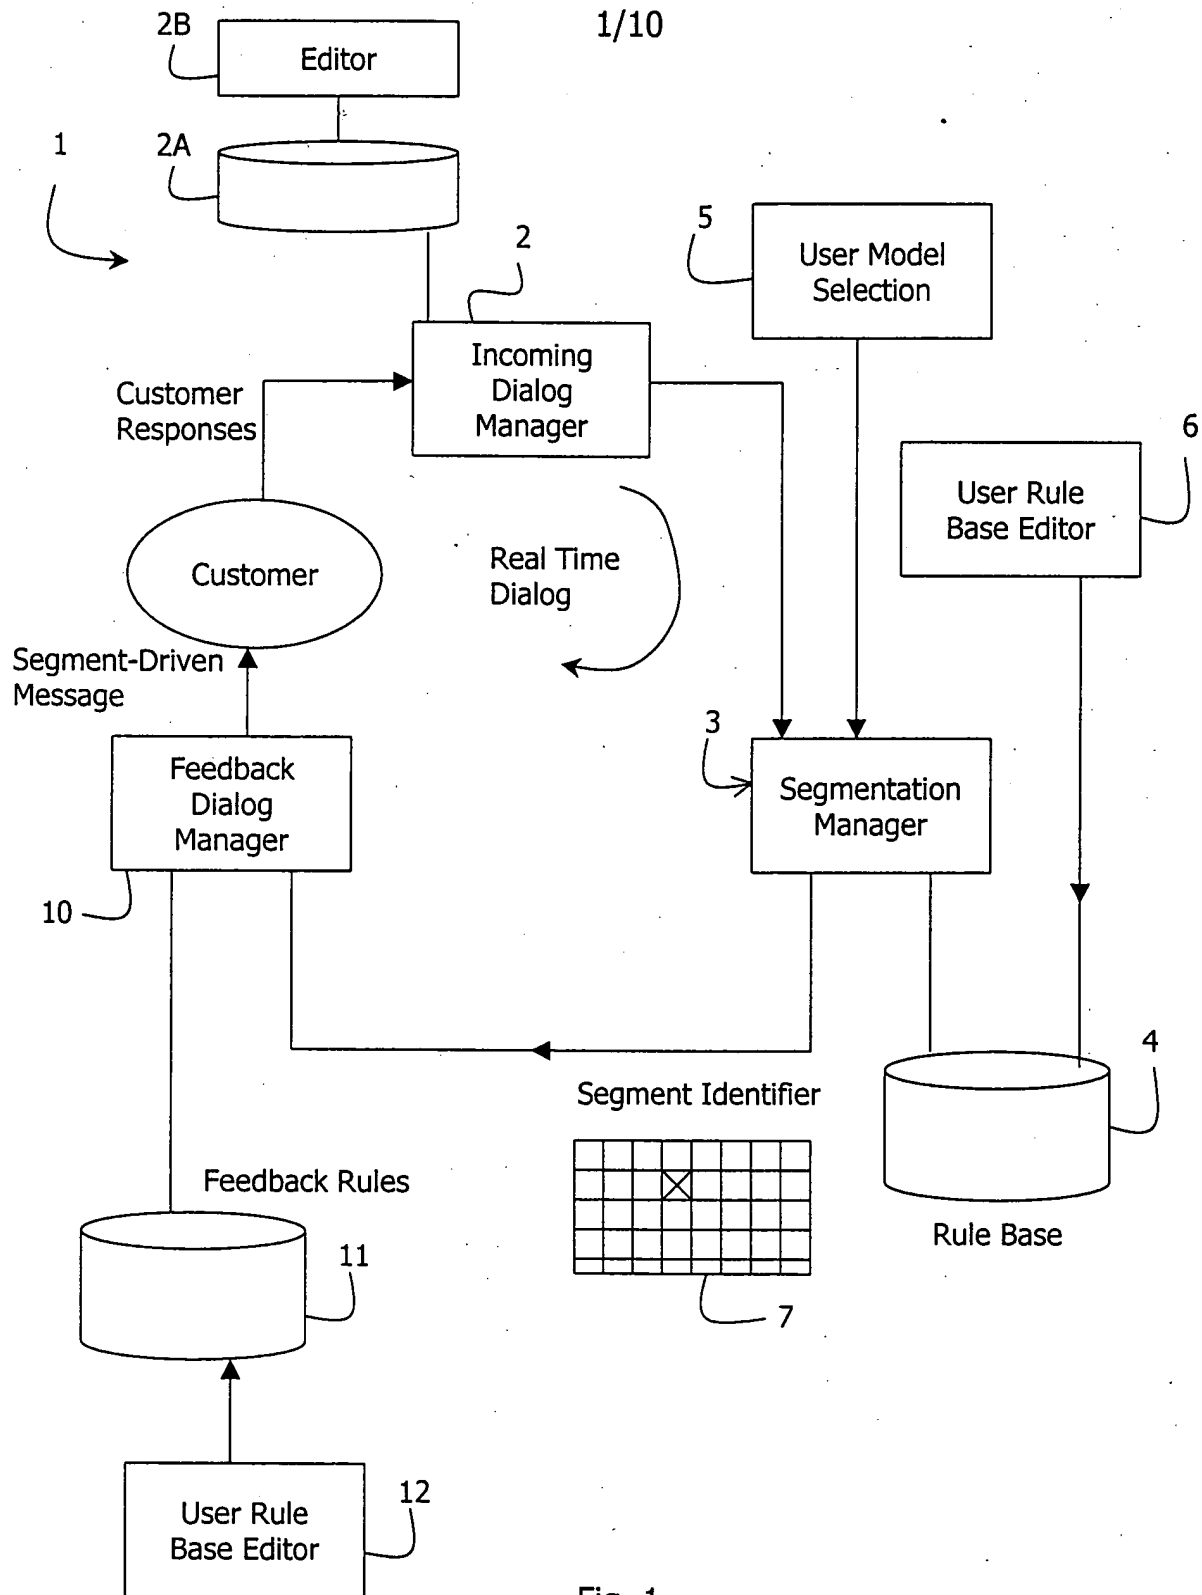 1/10
2B
Editor
1
2A
2
5
User Model
Selection
Incoming
Dialog
Manager
Customer
Responses
6
User Rule
Base Editor
Real Time
Dialog
Customer
Segment-Driven
Message
3
Feedback
Dialog
Manager
Segmentation
Manager
10
4
Segment Identifier
Feedback Rules
Rule Base
11
7
12
User Rule
Base Editor
Fig. 1